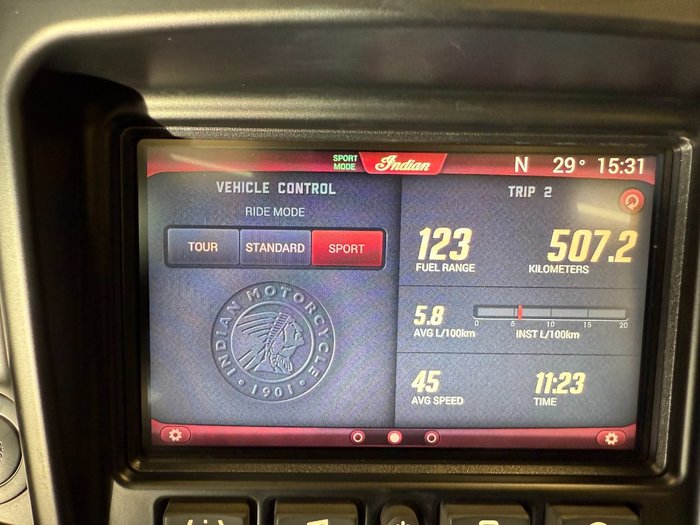 SPORT
MODE
Indian
N 29° 15:31
VEHICLE CONTROL
RIDE MODE
TOUR STANDARD SPORT
INDIAN MOTORCYCLE
1901
TRIP 2
123 507.2
FUEL RANGE KILOMETERS
5.8
AVG L/100km
0 5 10 15 20
INST L/100km
45 11:23
AVG SPEED TIME